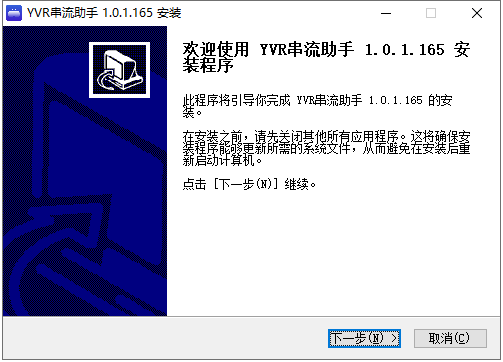 YVR串流助手 1.0.1.165 安装
欢迎使用 YVR串流助手 1.0.1.165 安
装程序
此程序将引导你完成 YVR串流助手 1.0.1.165 的安
装。
在安装之前，请先关闭其他所有应用程序。这将确保安
装程序能够更新所需的系统文件，从而避免在安装后重
新启动计算机。
点击 [下一步(N)] 继续。
下一步(N) >
取消(C)